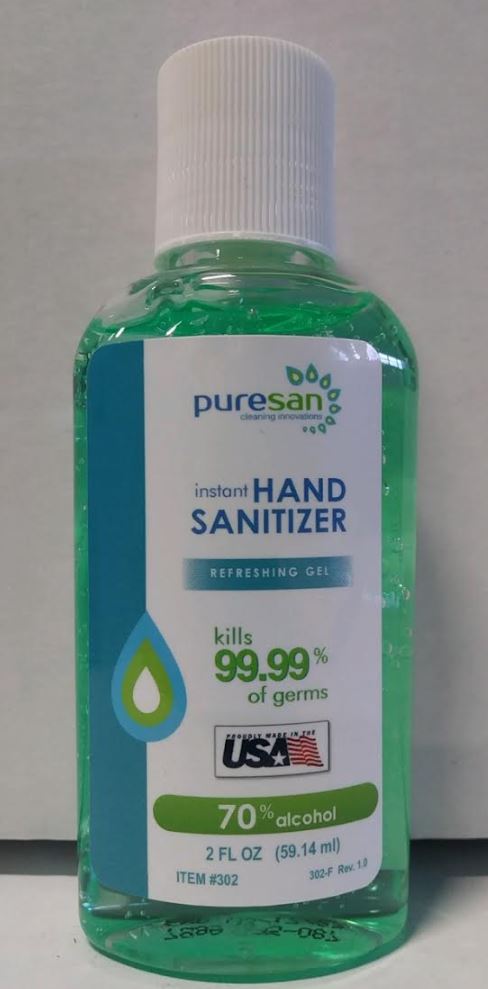 puresan
cleaning innovations
instant HAND
SANITIZER
REFRESHING GEL
kills
99.99%
of germs
PROUDLY MADE IN THE
USA
70% alcohol
2 FL OZ (59.14 ml)
ITEM #302 302-F Rev. 1.0